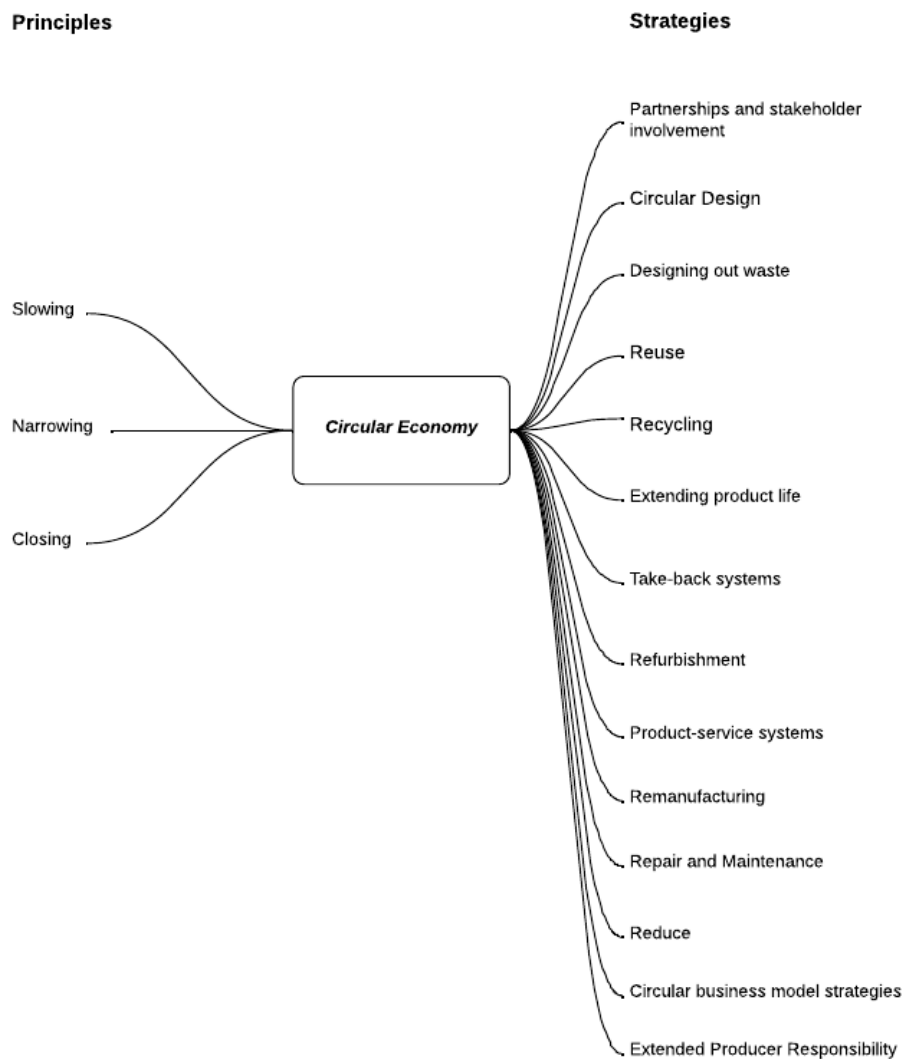 Principles
Strategies
Partnerships and stakeholder
involvement
Circular Design
Designing out waste
Slowing
Reuse
Narrowing
Circular Economy
Recycling
Extending product life
Closing
Take-back systems
Refurbishment
Product-service systems
Remanufacturing
Repair and Maintenance
Reduce
Circular business model strategies
Extended Producer Responsibility